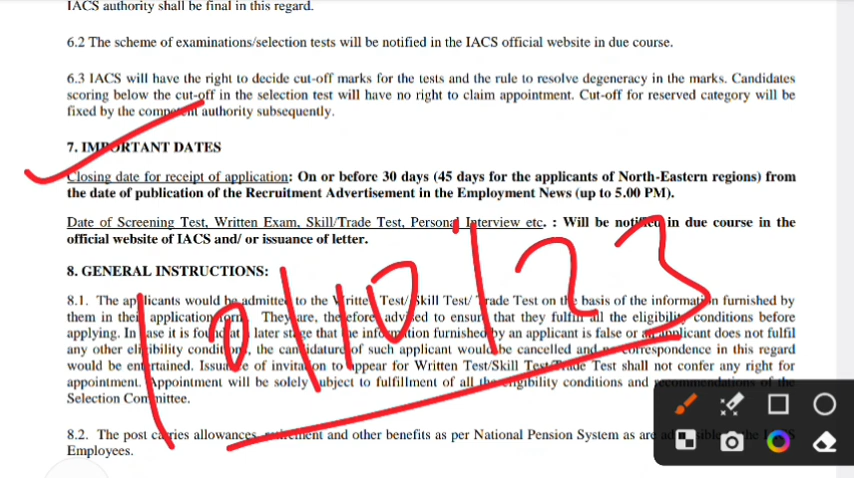 IACS authority shall be final in this regard.
6.2 The scheme of examinations/selection tests will be notified in the IACS official website in due course.
6.3 IACS will have the right to decide cut-off marks for the tests and the rule to resolve degeneracy in the marks. Candidates
scoring below the cut-off in the selection test will have no right to claim appointment. Cut-off for reserved category will be
fixed by the competent authority subsequently.
7. IMPORTANT DATES
Closing date for receipt of application: On or before 30 days (45 days for the applicants of North-Eastern regions) from
the date of publication of the Recruitment Advertisement in the Employment News (up to 5.00 PM).
Date of Screening Test, Written Exam, Skill/Trade Test, Personal Interview etc. : Will be notified in due course in the
official website of IACS and/ or issuance of letter.
8. GENERAL INSTRUCTIONS:
8.1. The applicants would be admitted to the Written Test/ Skill Test/ Trade Test on the basis of the information furnished by
them in their application form. They are, therefore, advised to ensure that they fulfill all the eligibility conditions before
applying. In case it is found later stage that the information furnished by an applicant is false or an applicant does not fulfil
any other eligibility conditions, the candidature of such applicant would be cancelled and no correspondence in this regard
would be entertained. Issuance of invitation to appear for Written Test/Skill Test/Trade Test shall not confer any right for
appointment. Appointment will be solely subject to fulfillment of all the eligibility conditions and recommendations of the
Selection Committee.
8.2. The post carries allowances, retirement and other benefits as per National Pension System as are admissible to the IACS
Employees.
10/10/23